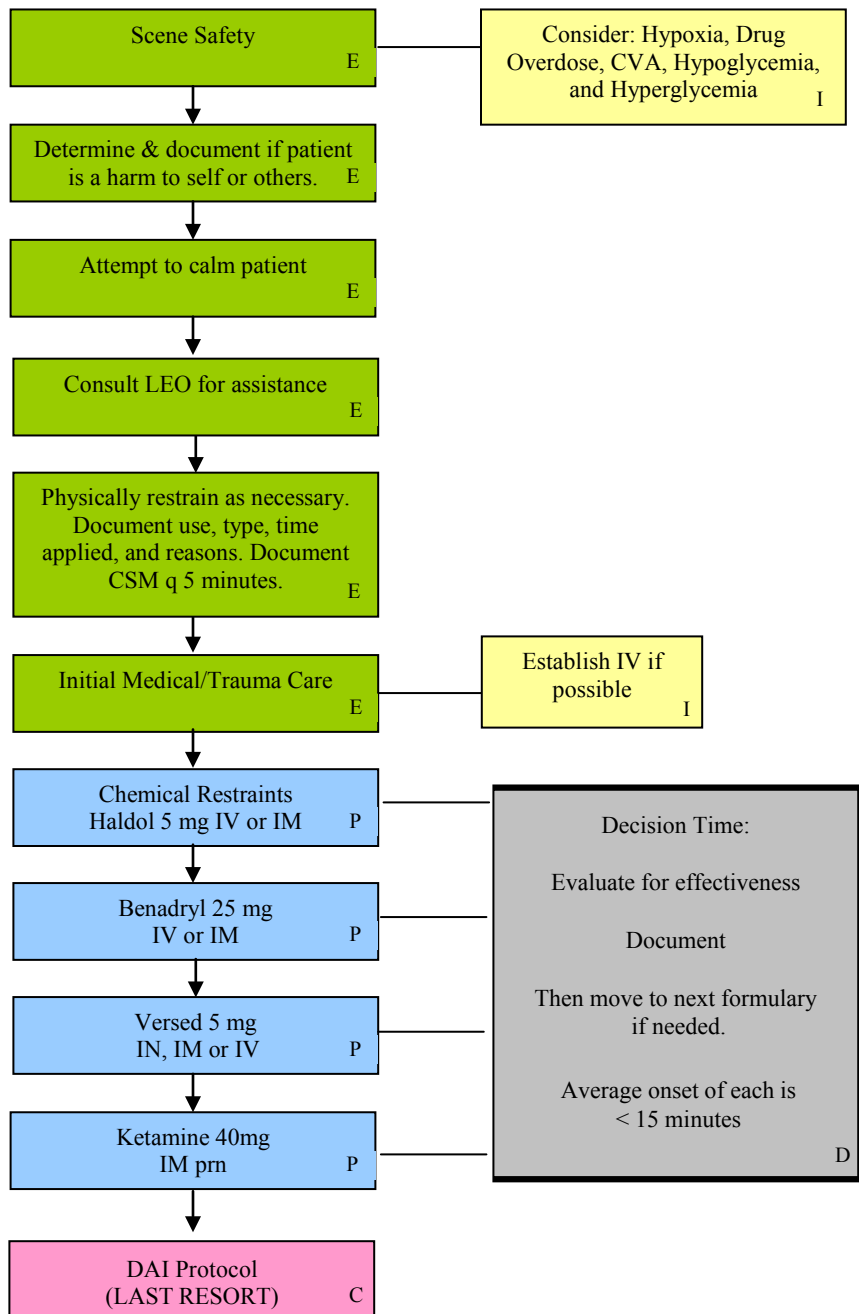 Scene Safety
E
Consider: Hypoxia, Drug
Overdose, CVA, Hypoglycemia,
and Hyperglycemia
I
Determine & document if patient
is a harm to self or others.
E
Attempt to calm patient
E
Consult LEO for assistance
E
Physically restrain as necessary.
Document use, type, time
applied, and reasons. Document
CSM q 5 minutes.
E
Initial Medical/Trauma Care
E
Establish IV if
possible
I
Chemical Restraints
Haldol 5 mg IV or IM
P
Benadryl 25 mg
IV or IM
P
Versed 5 mg
IN, IM or IV
P
Ketamine 40mg
IM prn
P
Decision Time:
Evaluate for effectiveness
Document
Then move to next formulary
if needed.
Average onset of each is
< 15 minutes
D
DAI Protocol
(LAST RESORT)
C